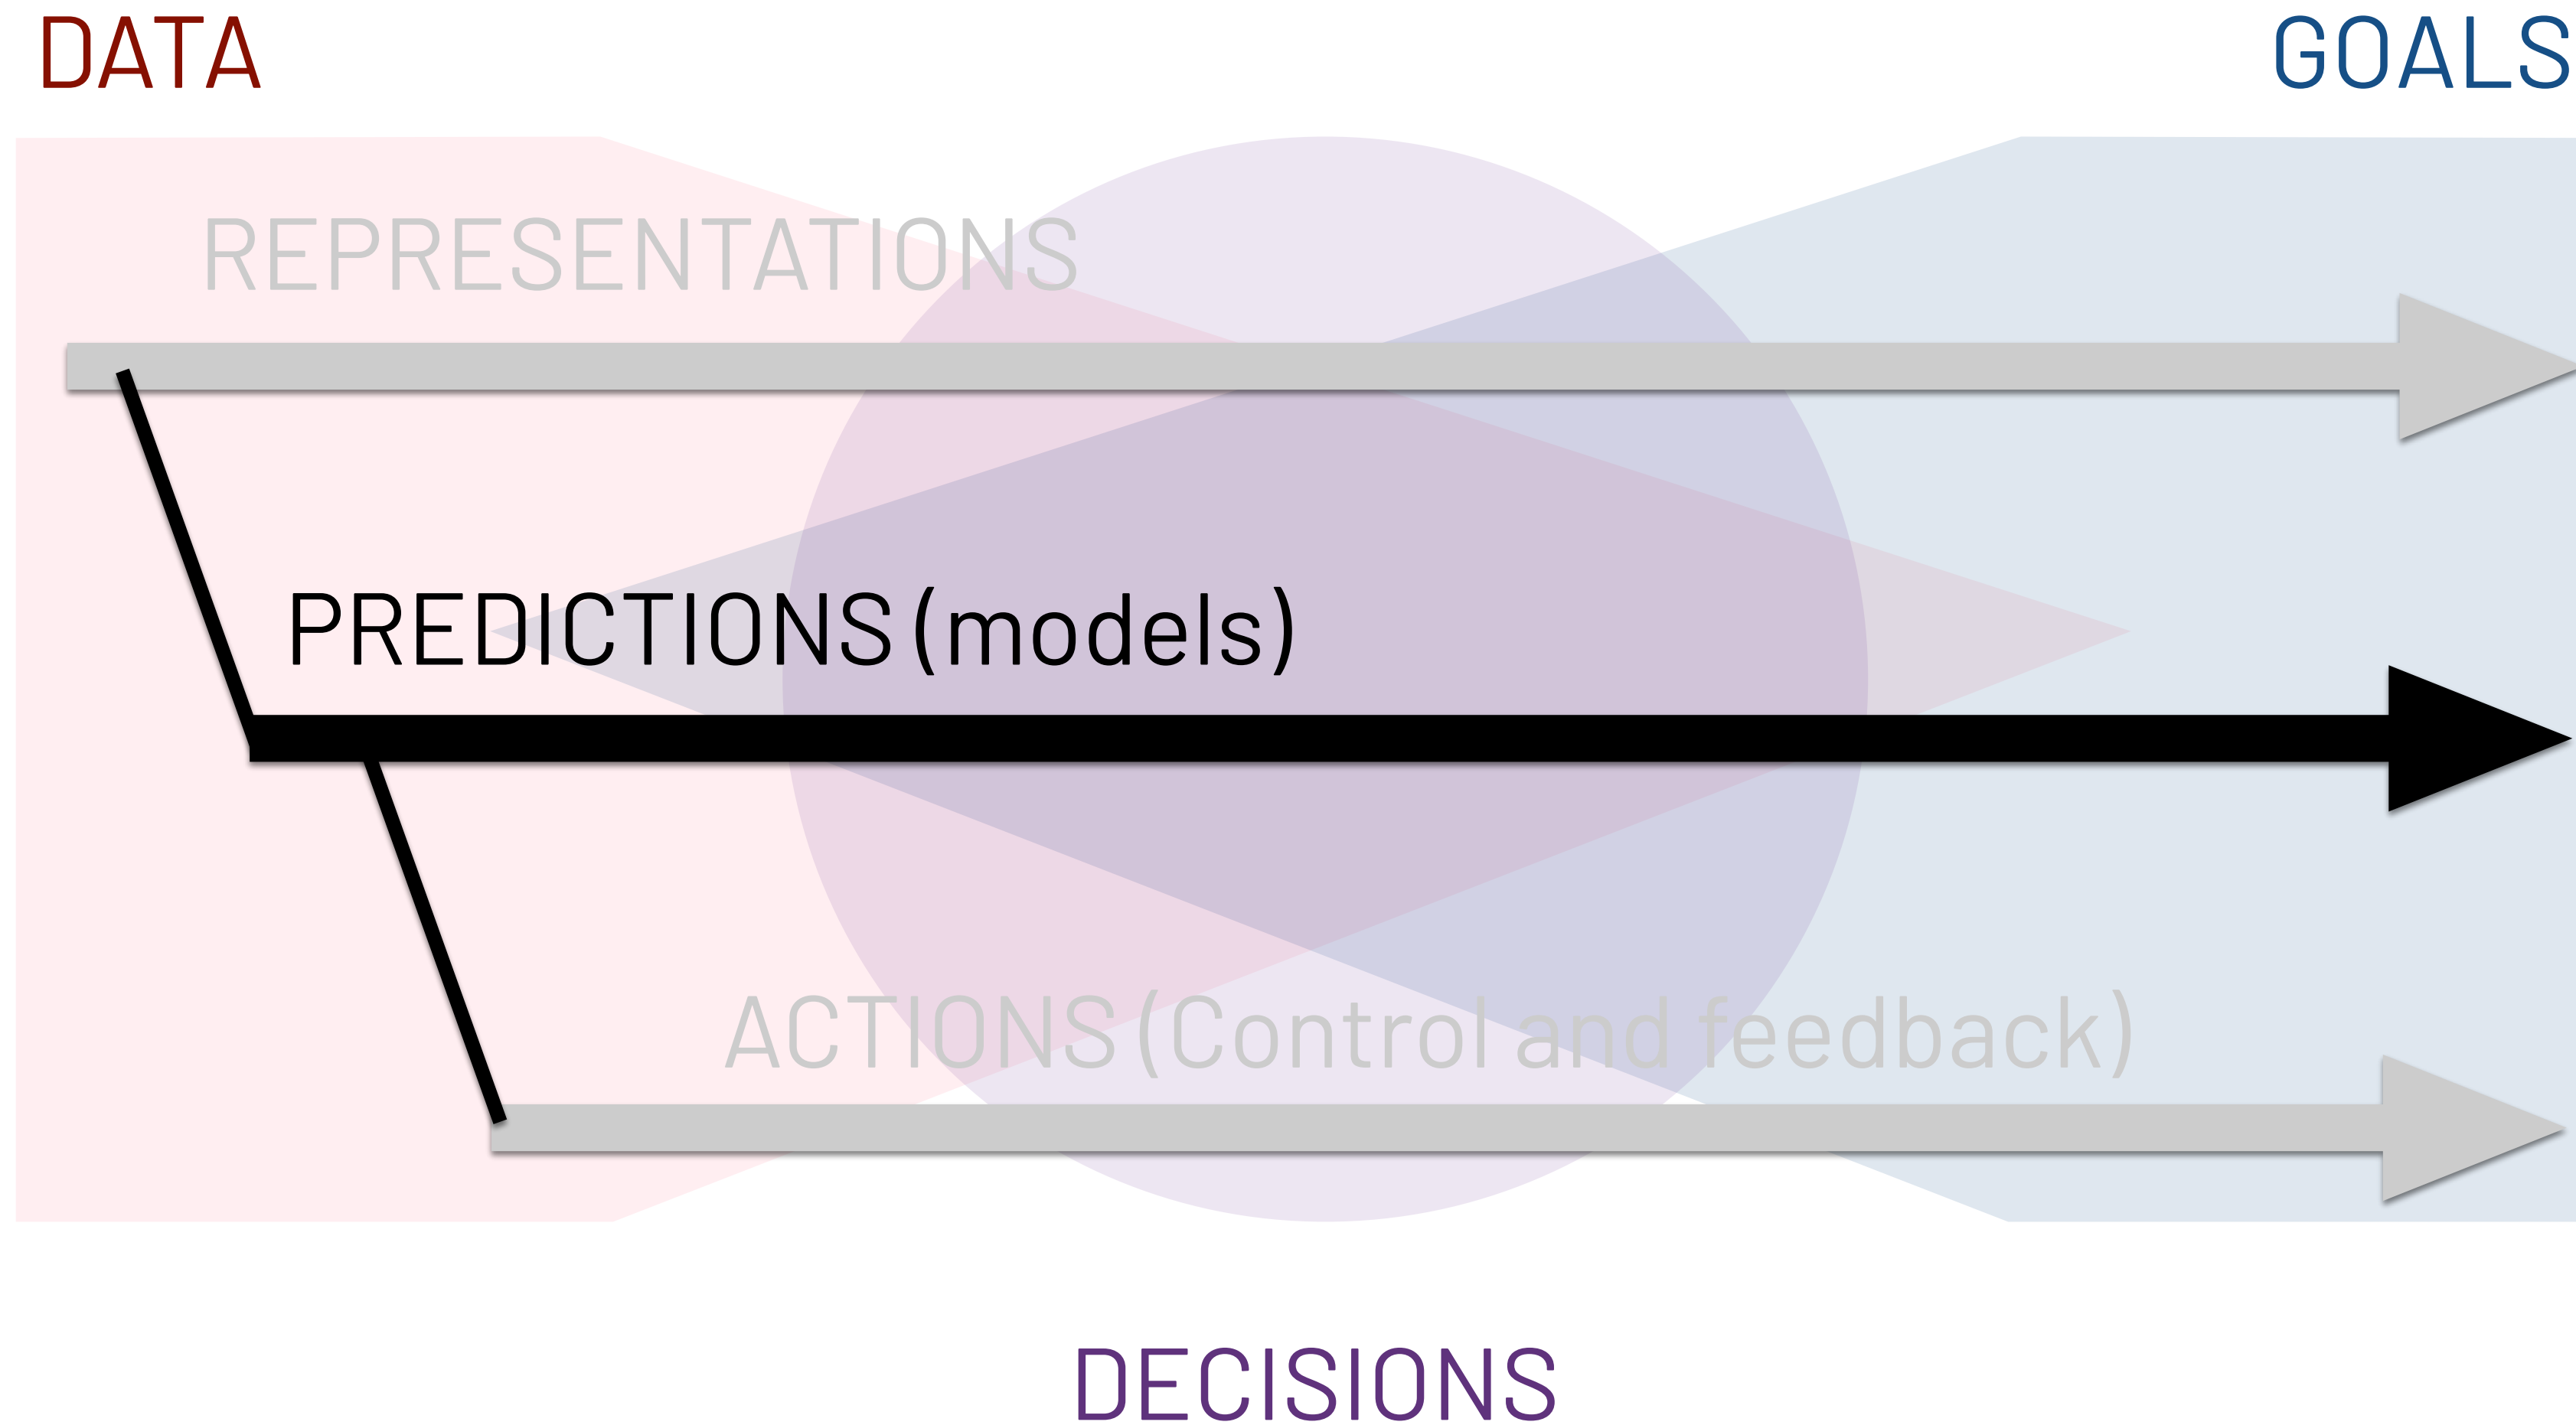 DATA
GOALS
REPRESENTATIONS
PREDICTIONS (models)
ACTIONS (Control and feedback)
DECISIONS